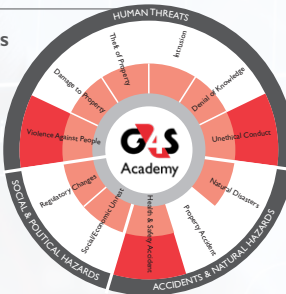 s
HUMAN THREATS
Theft of Property
Intrusion
Damage to Property
Denial of Knowledge
Violence Against People
Unethical Conduct
G4S
Academy
Regulatory Changes
Natural Disasters
Social/Economic Unrest
Health & Safety Accident
Property Accident
SOCIAL & POLITICAL HAZARDS
ACCIDENTS & NATURAL HAZARDS